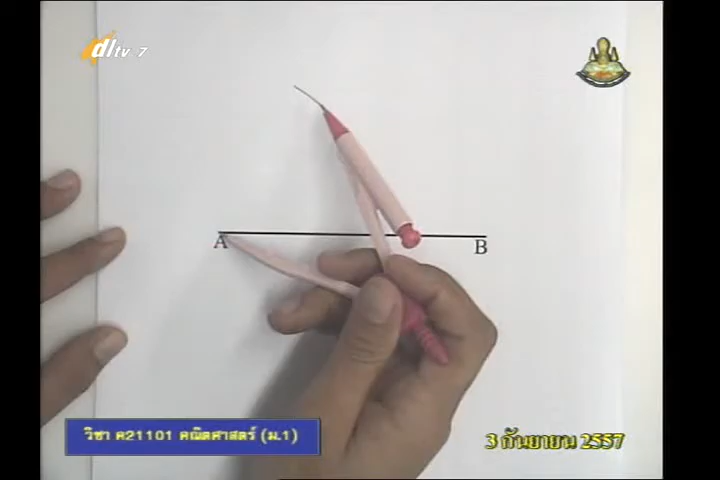 dltv 7
A
B
วิชา ค21101 คณิตศาสตร์ (ม.1)
3 กันยายน 2557